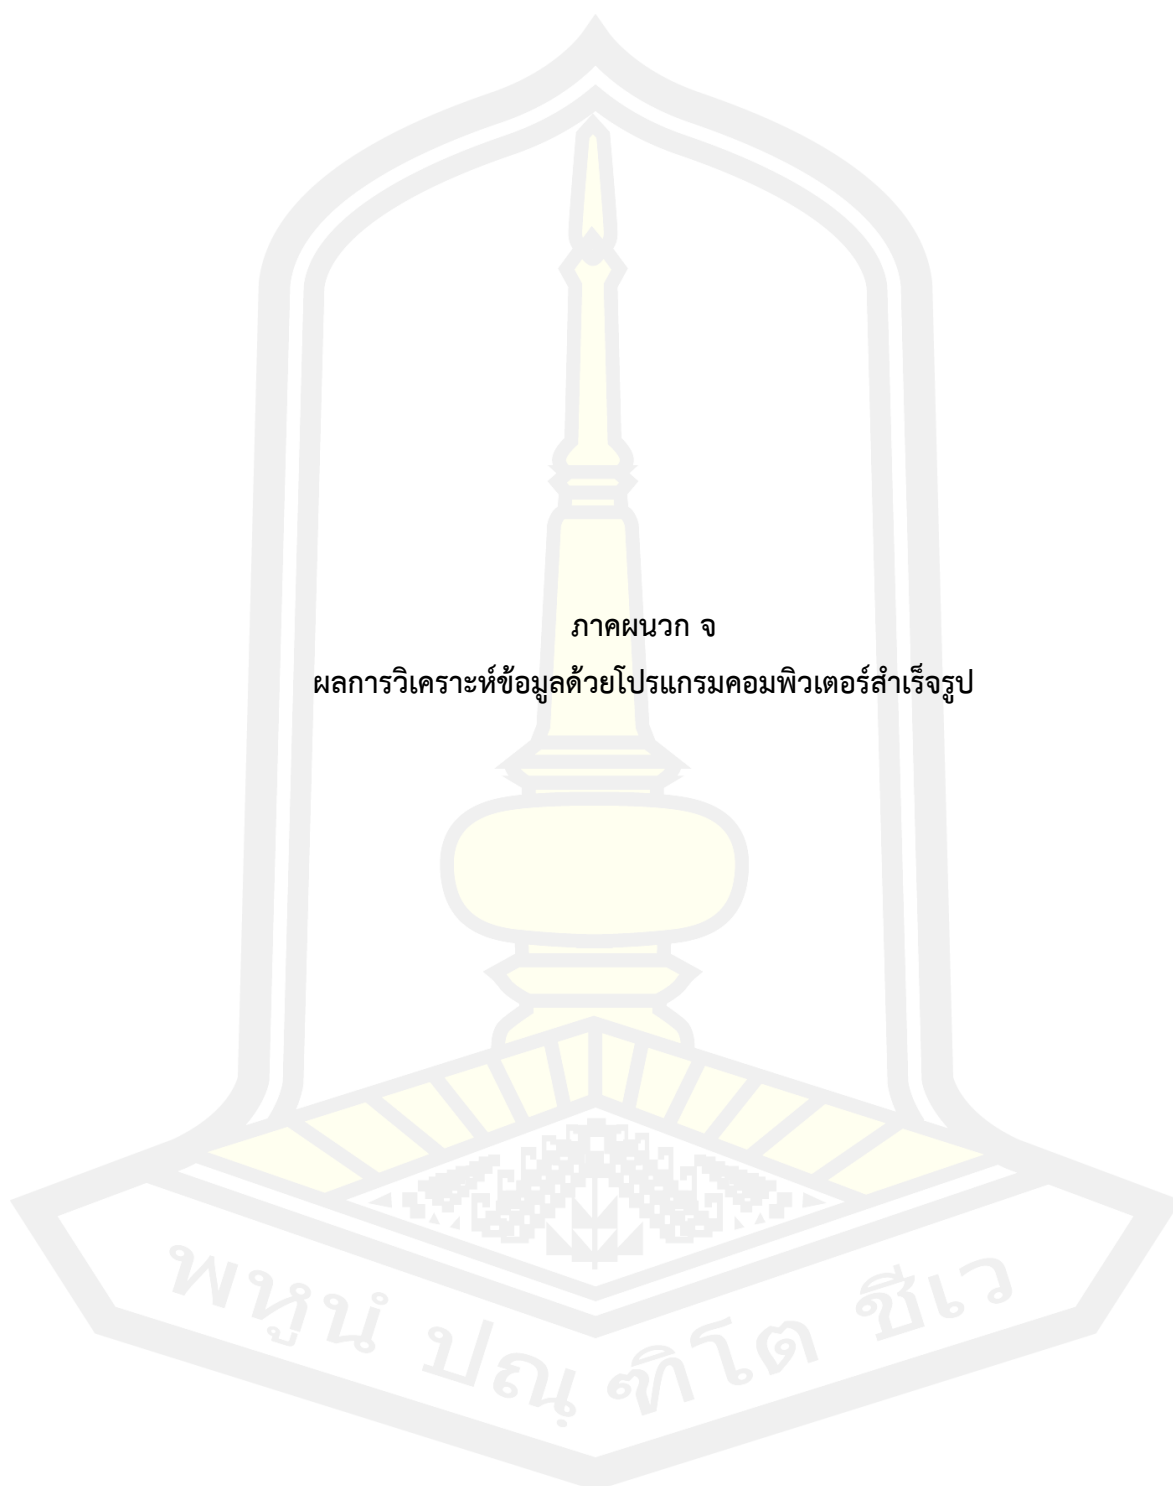 ภาคผนวก จ
ผลการวิเคราะห์ข้อมูลด้วยโปรแกรมคอมพิวเตอร์สำเร็จรูป
พหูนํ ปณฺฑิโต ชีเว